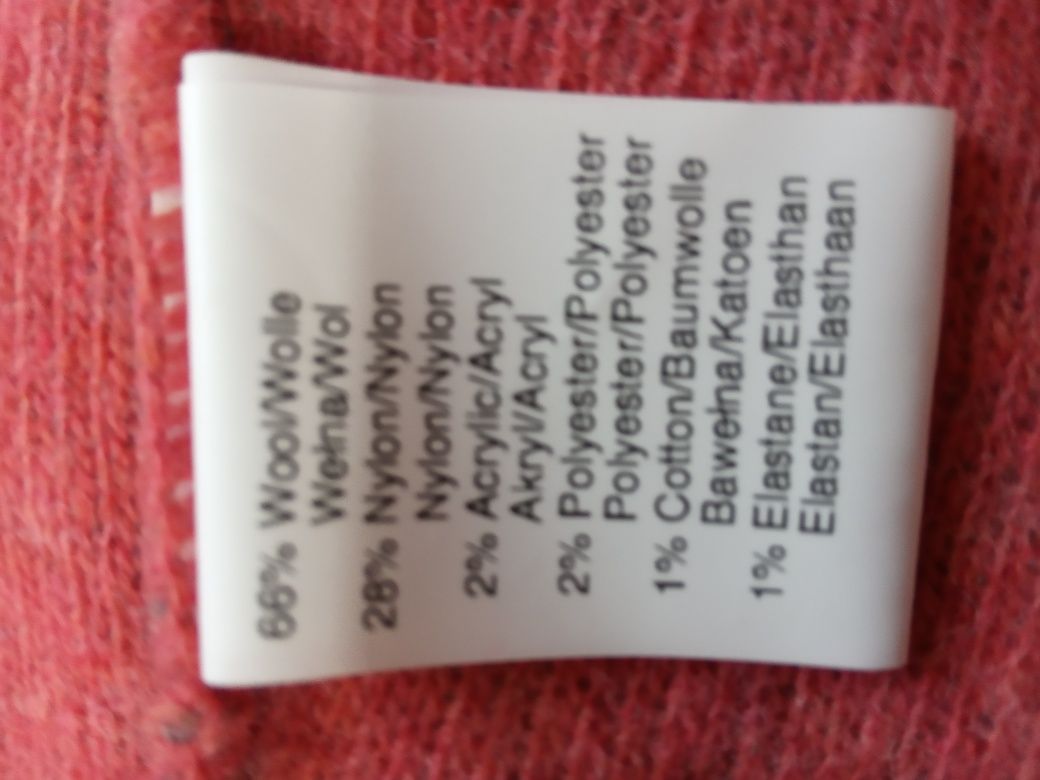 66% Wool/Wolle
Wełna/Wol
28% Nylon/Nylon
Nylon/Nylon
2% Acrylic/Acryl
Akryl/Acryl
2% Polyester/Polyester
Polyester/Polyester
1% Cotton/Baumwolle
Bawełna/Katoen
1% Elastane/Elasthan
Elastan/Elasthaan